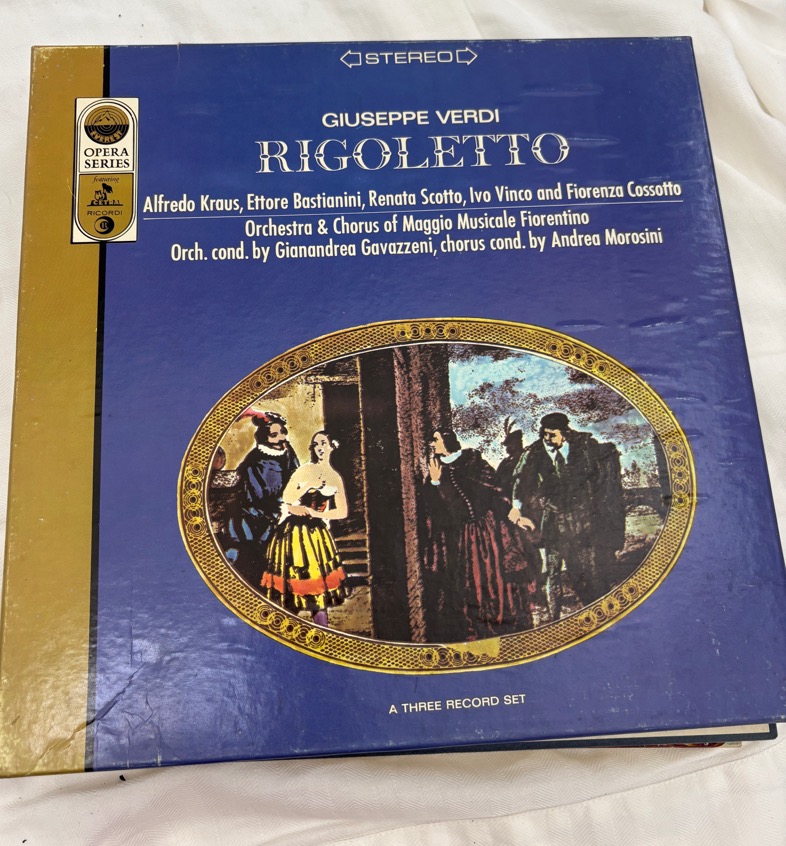 STEREO
GIUSEPPE VERDI
RIGOLETTO
Alfredo Kraus, Ettore Bastianini, Renata Scotto, Ivo Vinco and Fiorenza Cossotto
Orchestra & Chorus of Maggio Musicale Fiorentino
Orch. cond. by Gianandrea Gavazzeni, chorus cond. by Andrea Morosini
EVEREST
OPERA
SERIES
featuring
CETRA
RICORDI
A THREE RECORD SET